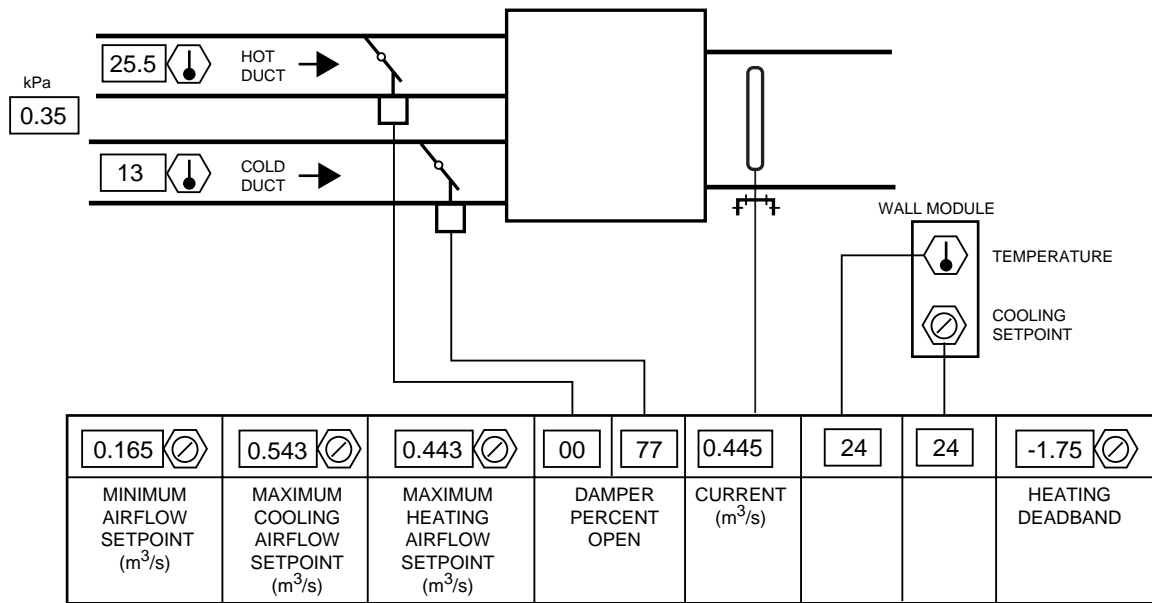 25.5
HOT
DUCT
kPa
0.35
13
COLD
DUCT
WALL MODULE
TEMPERATURE
COOLING
SETPOINT
0.165
0.543
0.443
00
77
0.445
24
24
-1.75
MINIMUM
AIRFLOW
SETPOINT
(m³/s)
MAXIMUM
COOLING
AIRFLOW
SETPOINT
(m³/s)
MAXIMUM
HEATING
AIRFLOW
SETPOINT
(m³/s)
DAMPER
PERCENT
OPEN
CURRENT
(m³/s)
HEATING
DEADBAND